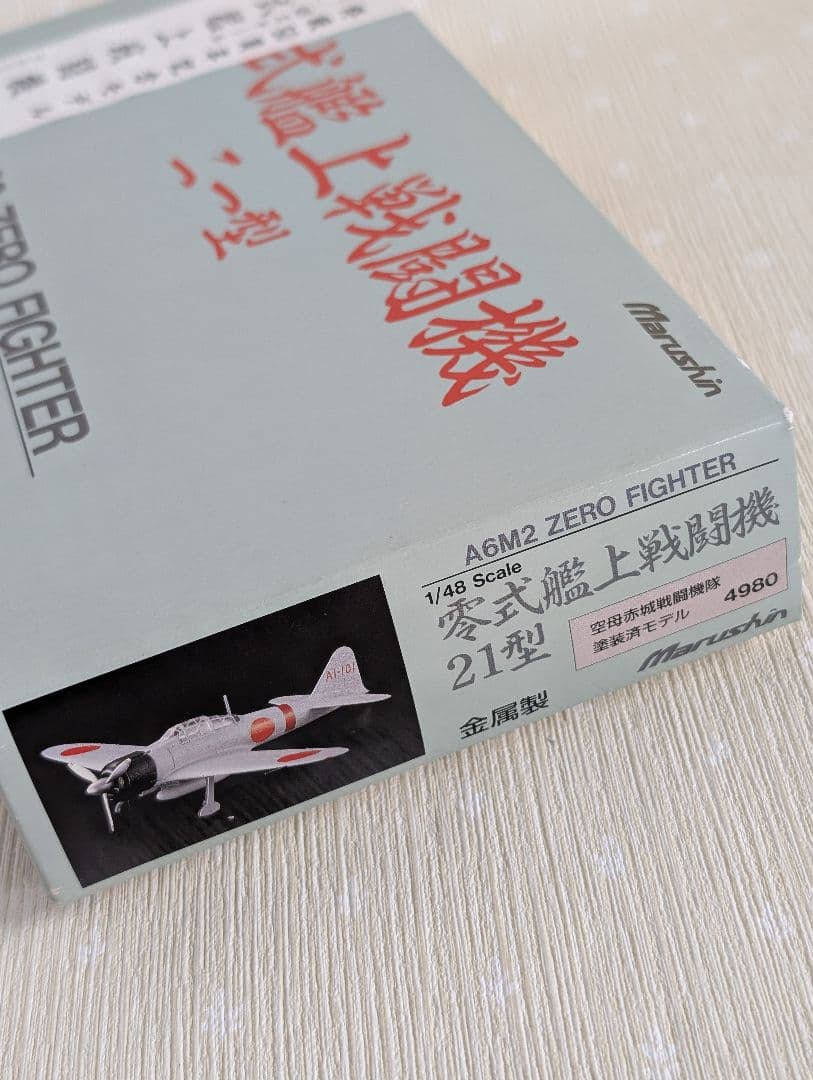 式艦上戦闘機
二一型
ZERO FIGHTER
Marushin
A6M2 ZERO FIGHTER
1/48 Scale
零式艦上戦闘機
21型
空母赤城戦闘機隊
塗装済モデル
4980
金属製
Marushin
AI-101